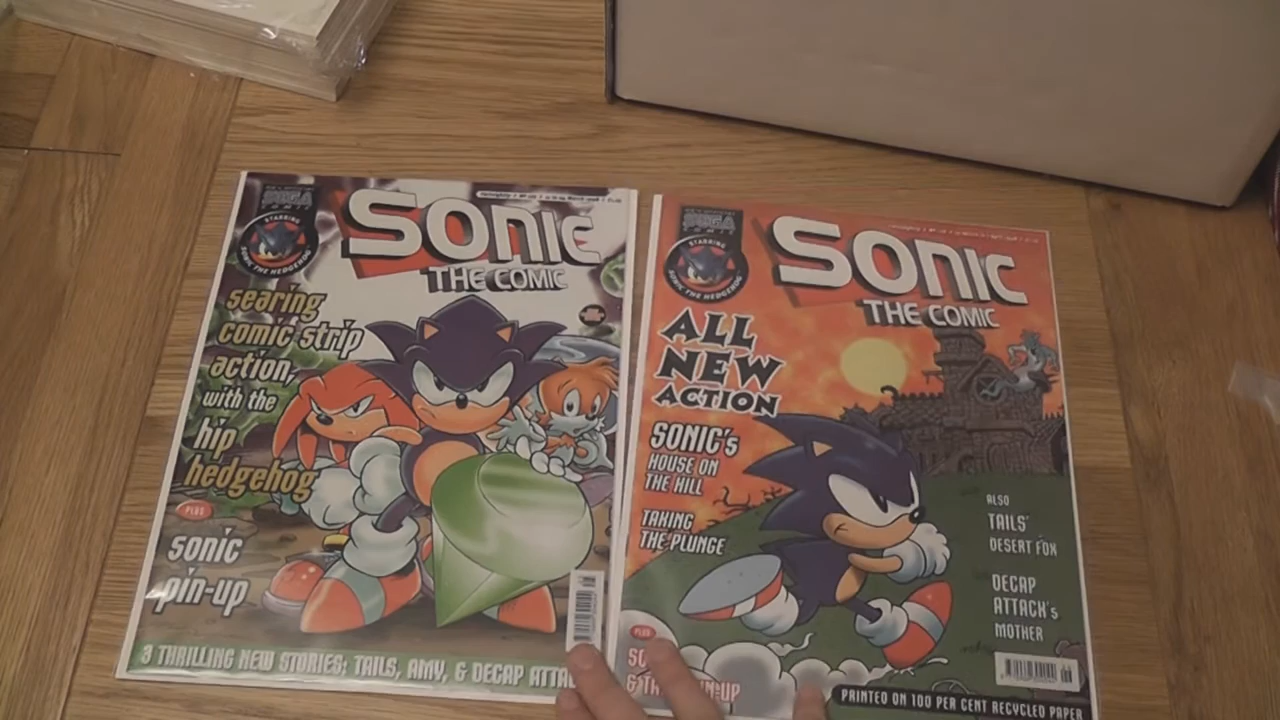 SEGA
COMIC
STARRING
SONIC THE HEDGEHOG
SONIC
THE COMIC
searing
comic strip
action,
with the
hip
hedgehog
PLUS
sonic
pin-up
3 THRILLING NEW STORIES: TAILS, AMY, & DECAP
SEGA
COMIC
STARRING
SONIC THE HEDGEHOG
SONIC
THE COMIC
ALL
NEW
ACTION
SONIC's
HOUSE ON
THE HILL
TAKING
THE PLUNGE
PLUS
ALSO
TAILS'
DESERT FOX
DECAP
ATTACK's
MOTHER
PRINTED ON 100 PER CENT RECYCLED PAPER